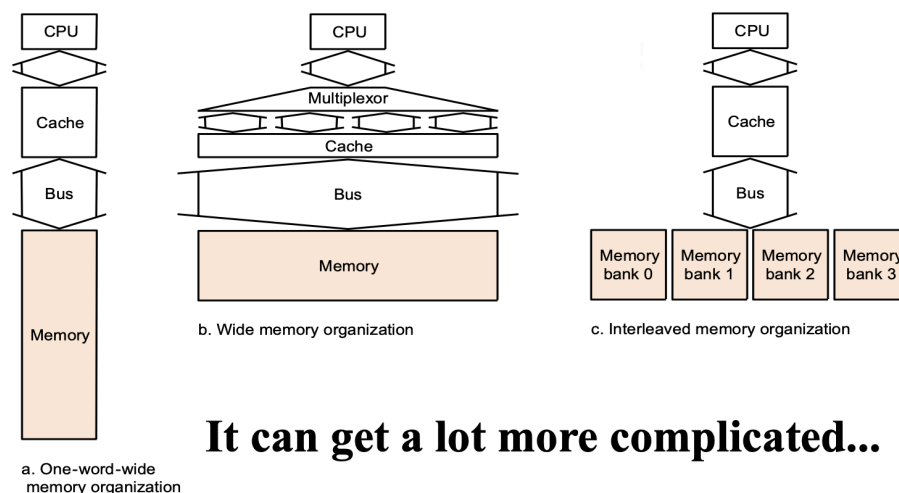 CPU
Cache
Bus
Memory
a. One-word-wide
memory organization
CPU
Multiplexor
Cache
Bus
Memory
b. Wide memory organization
CPU
Cache
Bus
Memory
bank 0
Memory
bank 1
Memory
bank 2
Memory
bank 3
c. Interleaved memory organization
It can get a lot more complicated...